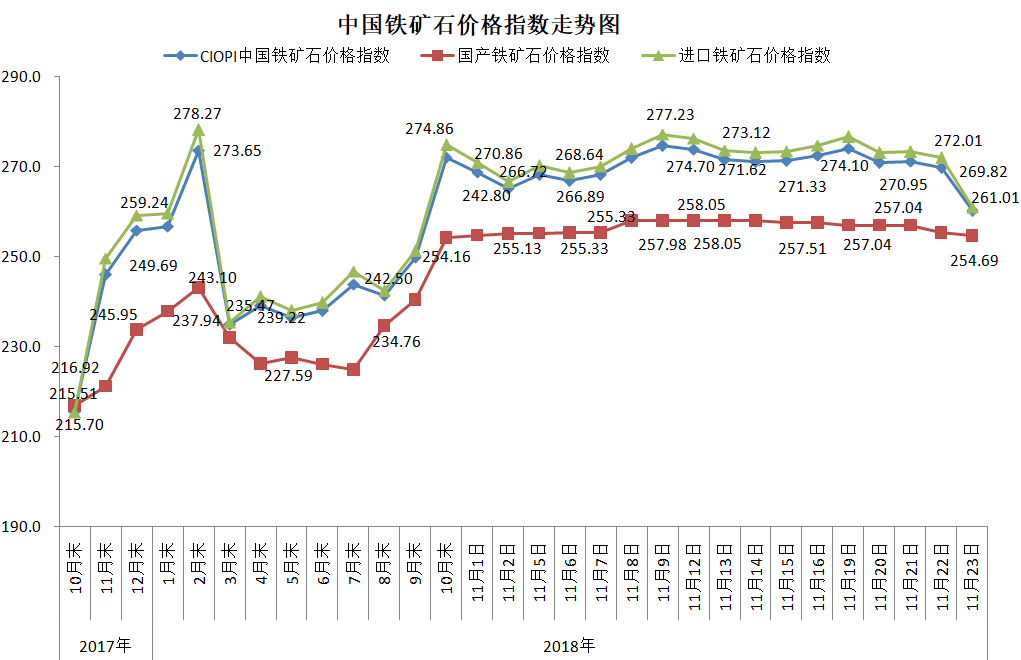 中国铁矿石价格指数走势图
CIOPI中国铁矿石价格指数 国产铁矿石价格指数 进口铁矿石价格指数
290.0
270.0
250.0
230.0
210.0
190.0
278.27
273.65
274.86
277.23
273.12
272.01
270.86
268.64
266.72
242.80
266.89
274.70
271.62
271.33
274.10
270.95
269.82
261.01
259.24
249.69
243.10
245.95
237.94
235.47
239.22
242.50
254.16
255.13
255.33
255.33
257.98
258.05
258.05
257.51
257.04
257.04
254.69
234.76
227.59
216.92
215.51
215.70
10月末
11月末
12月末
1月末
2月末
3月末
4月末
5月末
6月末
7月末
8月末
9月末
10月末
11月1日
11月2日
11月5日
11月6日
11月7日
11月8日
11月9日
11月12日
11月13日
11月14日
11月15日
11月16日
11月19日
11月20日
11月21日
11月22日
11月23日
2017年 2018年